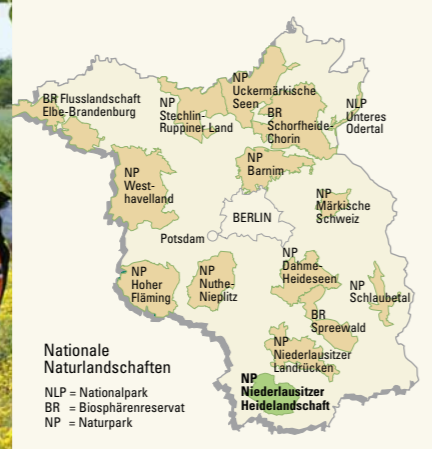 NP
Uckermärkische
Seen
BR Flusslandschaft
Elbe-Brandenburg
NP
Stechlin-
Ruppiner Land
BR
Schorfheide-
Chorin
NLP
Unteres
Odertal
NP
Barnim
NP
West-
havelland
NP
Märkische
Schweiz
BERLIN
Potsdam
NP
Dahme-
Heideseen
NP
Hoher
Fläming
NP
Nuthe-
Nieplitz
NP
Schlaubetal
BR
Spreewald
NP
Niederlausitzer
Landrücken
NP
Niederlausitzer
Heidelandschaft
Nationale
Naturlandschaften
NLP = Nationalpark
BR = Biosphärenreservat
NP = Naturpark